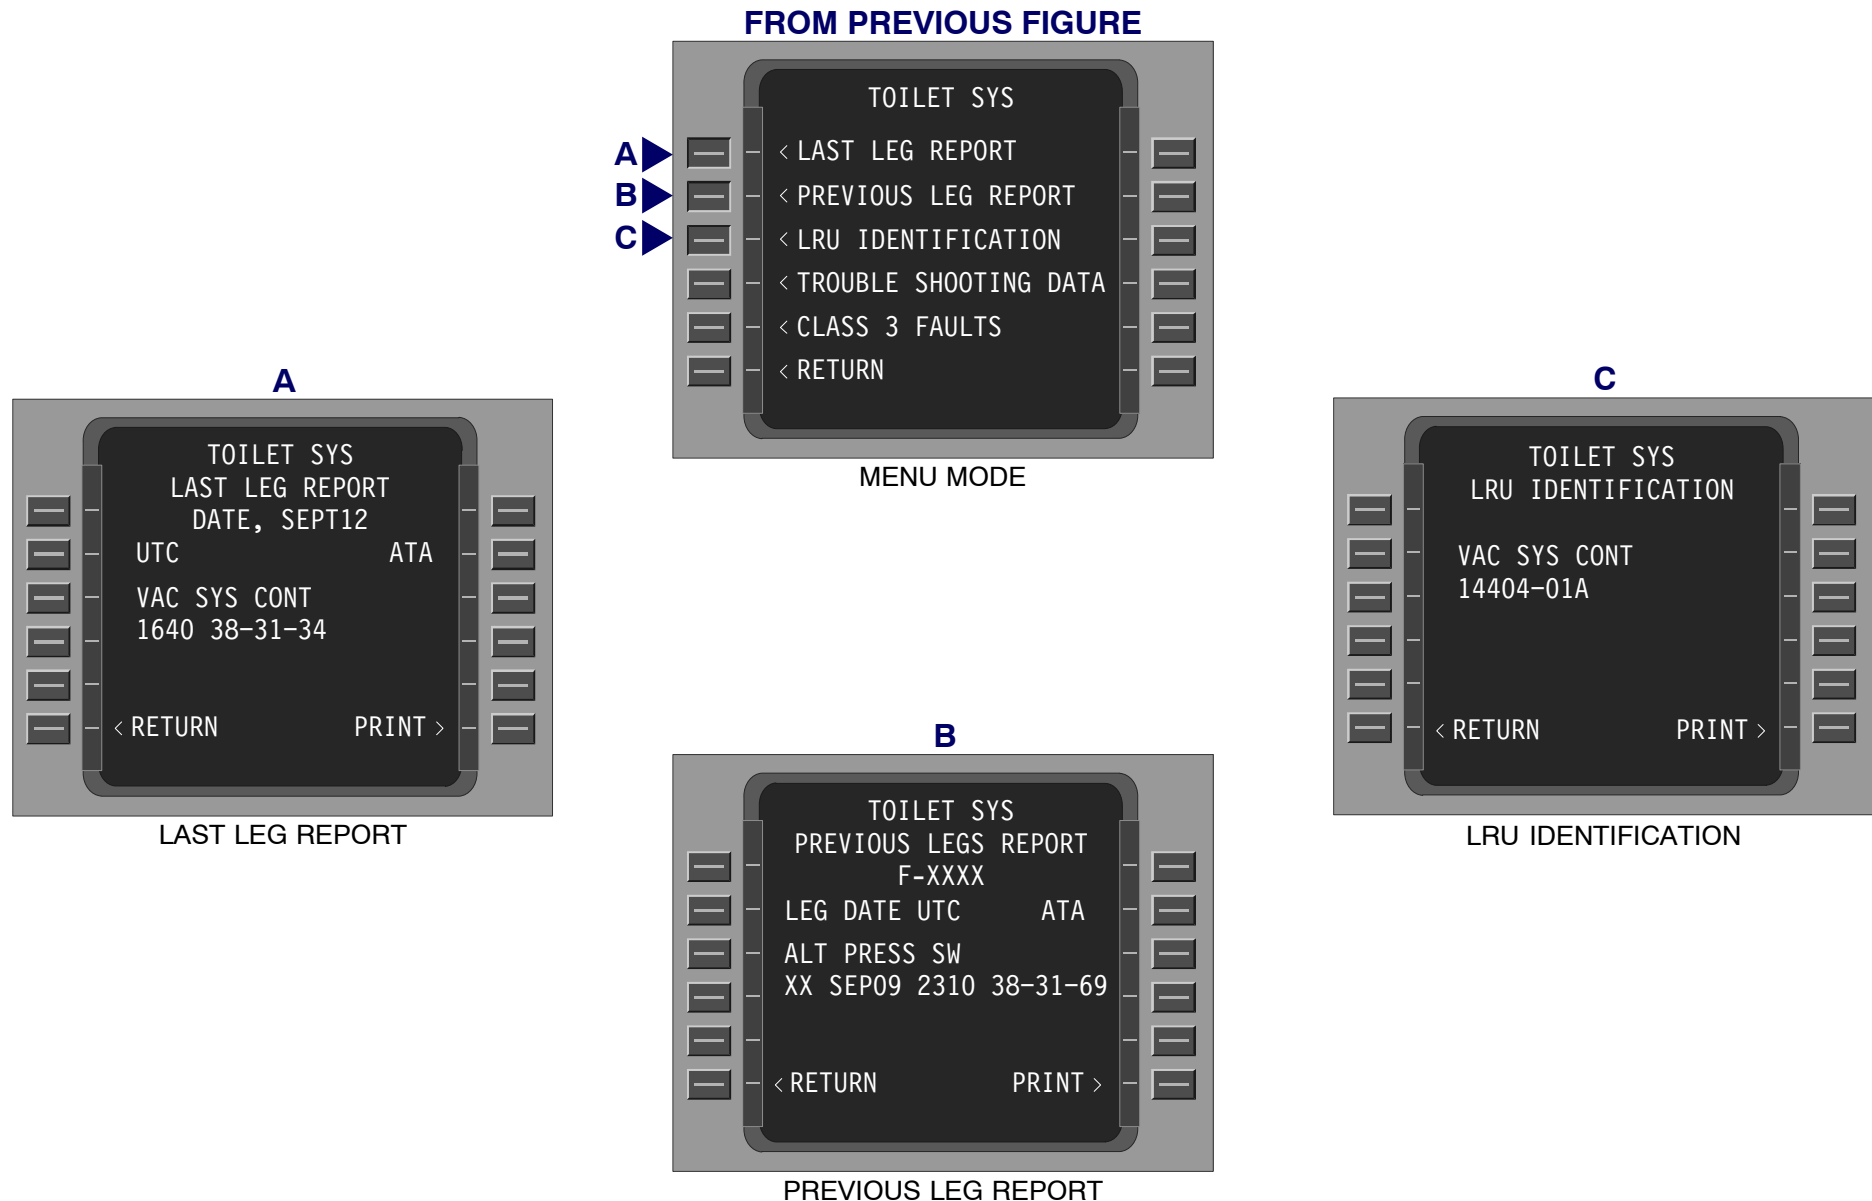 FROM PREVIOUS FIGURE
TOILET SYS
A
< LAST LEG REPORT
B
< PREVIOUS LEG REPORT
C
< LRU IDENTIFICATION
< TROUBLE SHOOTING DATA
< CLASS 3 FAULTS
< RETURN
MENU MODE
A
TOILET SYS
LAST LEG REPORT
DATE, SEPT12
UTC ATA
VAC SYS CONT
1640 38-31-34
< RETURN PRINT >
LAST LEG REPORT
B
TOILET SYS
PREVIOUS LEGS REPORT
F-XXXX
LEG DATE UTC ATA
ALT PRESS SW
XX SEP09 2310 38-31-69
< RETURN PRINT >
PREVIOUS LEG REPORT
C
TOILET SYS
LRU IDENTIFICATION
VAC SYS CONT
14404-01A
< RETURN PRINT >
LRU IDENTIFICATION